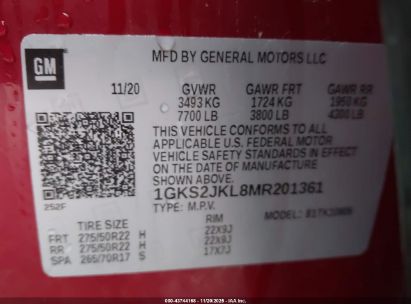 GM
MFD BY GENERAL MOTORS LLC
11/20 GVWR GAWR FRT GAWR RR
3493 KG 1724 KG 1950 KG
7700 LB 3800 LB 4300 LB
THIS VEHICLE CONFORMS TO ALL
APPLICABLE U.S. FEDERAL MOTOR
VEHICLE SAFETY STANDARDS IN EFFECT
ON THE DATE OF MANUFACTURE
SHOWN ABOVE.
1GKS2JKL8MR201361
252F
TYPE: M.P.V. MODEL:
TIRE SIZE RIM
FRT 275/50R22 H 22X9J
RR 275/50R22 H 22X9J
SPA 265/70R17 S 17X7J